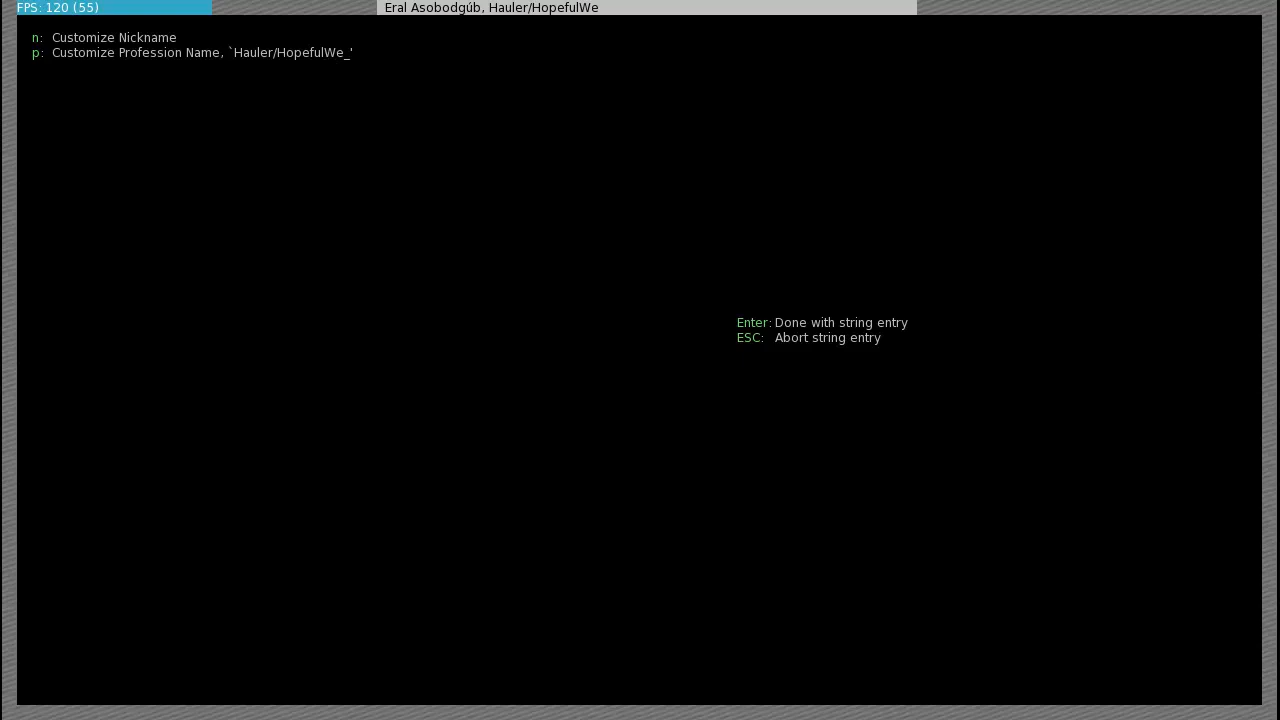 FPS: 120 (55)
Eral Asobodgúb, Hauler/HopefulWe
n: Customize Nickname
p: Customize Profession Name, `Hauler/HopefulWe_'
Enter: Done with string entry
ESC: Abort string entry